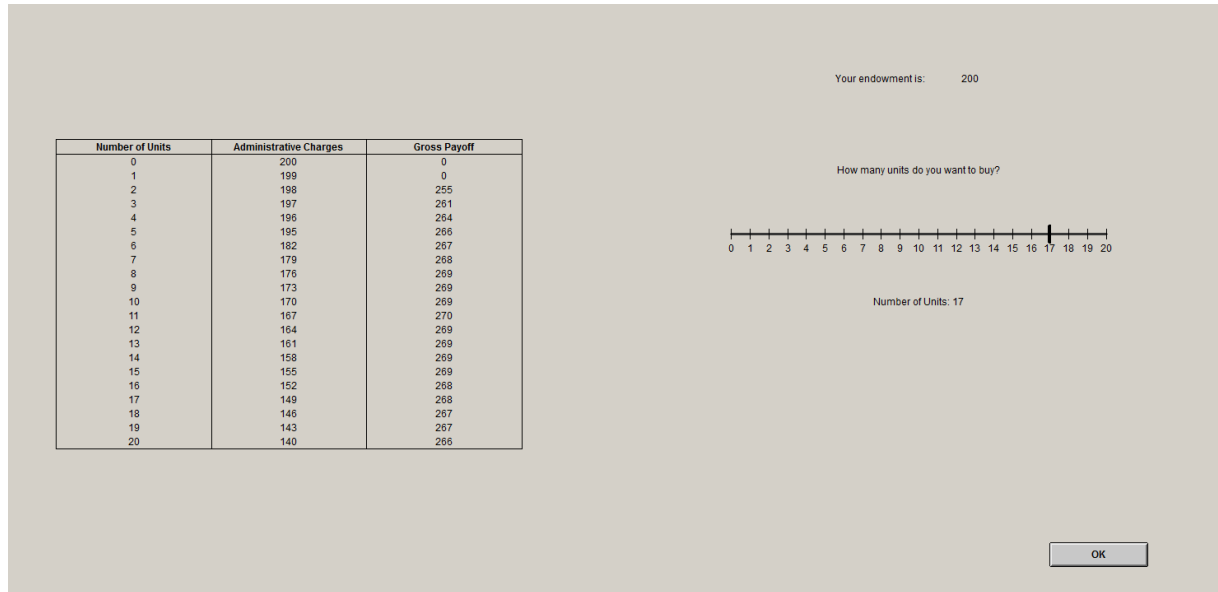 Your endowment is: 200
Number of Units Administrative Charges Gross Payoff
0 200 0
1 199 0
2 198 255
3 197 261
4 196 264
5 195 266
6 182 267
7 179 268
8 176 269
9 173 269
10 170 269
11 167 270
12 164 269
13 161 269
14 158 269
15 155 269
16 152 268
17 149 268
18 146 267
19 143 267
20 140 266
How many units do you want to buy?
0 1 2 3 4 5 6 7 8 9 10 11 12 13 14 15 16 17 18 19 20
Number of Units: 17
OK